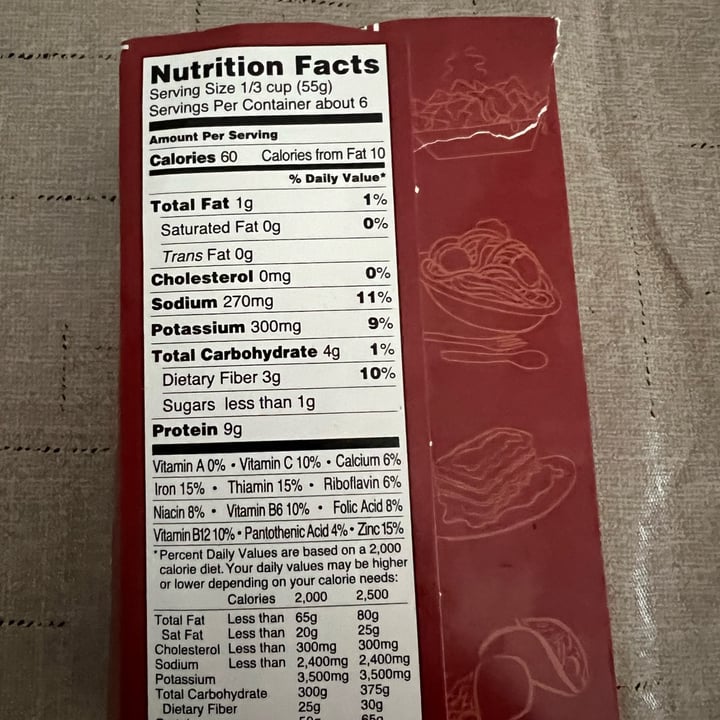 Nutrition Facts
Serving Size 1/3 cup (55g)
Servings Per Container about 6
Amount Per Serving
Calories 60 Calories from Fat 10
% Daily Value*
Total Fat 1g 1%
Saturated Fat 0g 0%
Trans Fat 0g
Cholesterol 0mg 0%
Sodium 270mg 11%
Potassium 300mg 9%
Total Carbohydrate 4g 1%
Dietary Fiber 3g 10%
Sugars less than 1g
Protein 9g
Vitamin A 0% • Vitamin C 10% • Calcium 6%
Iron 15% • Thiamin 15% • Riboflavin 6%
Niacin 8% • Vitamin B6 10% • Folic Acid 8%
Vitamin B12 10% • Pantothenic Acid 4% • Zinc 15%
*Percent Daily Values are based on a 2,000
calorie diet. Your daily values may be higher
or lower depending on your calorie needs:
Calories 2,000 2,500
Total Fat Less than 65g 80g
Sat Fat Less than 20g 25g
Cholesterol Less than 300mg 300mg
Sodium Less than 2,400mg 2,400mg
Potassium 3,500mg 3,500mg
Total Carbohydrate 300g 375g
Dietary Fiber 25g 30g